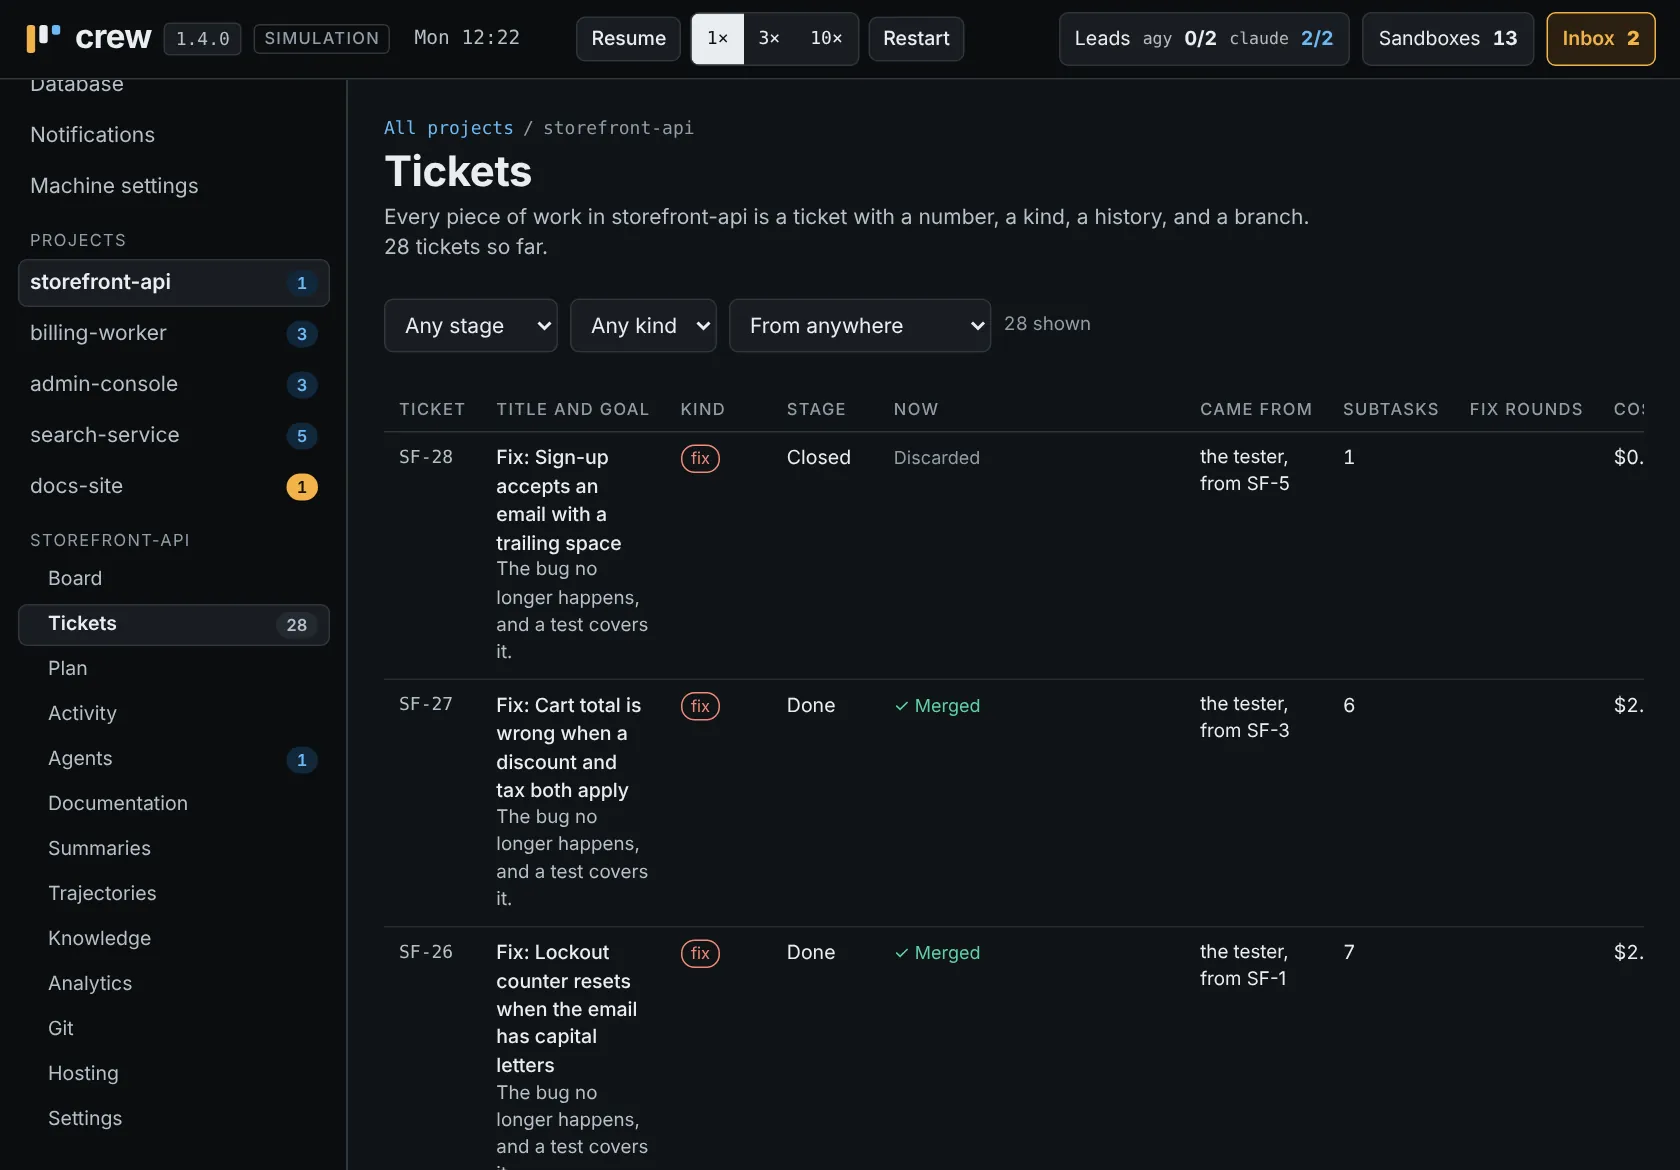 crew 1.4.0 SIMULATION Mon 12:22 Resume 1× 3× 10× Restart Leads agy 0/2 claude 2/2 Sandboxes 13 Inbox 2
Database
Notifications
Machine settings
PROJECTS
storefront-api 1
billing-worker 3
admin-console 3
search-service 5
docs-site 1
STOREFRONT-API
Board
Tickets 28
Plan
Activity
Agents 1
Documentation
Summaries
Trajectories
Knowledge
Analytics
Git
Hosting
Settings
All projects / storefront-api
Tickets
Every piece of work in storefront-api is a ticket with a number, a kind, a history, and a branch.
28 tickets so far.
Any stage Any kind From anywhere 28 shown
TICKET TITLE AND GOAL KIND STAGE NOW CAME FROM SUBTASKS FIX ROUNDS
SF-28 Fix: Sign-up fix Closed Discarded the tester, 1 $0.
accepts an from SF-5
email with a
trailing space
The bug no
longer happens,
and a test covers
it.
SF-27 Fix: Cart total is fix Done ✓ Merged the tester, 6 $2.
wrong when a from SF-3
discount and
tax both apply
The bug no
longer happens,
and a test covers
it.
SF-26 Fix: Lockout fix Done ✓ Merged the tester, 7 $2.
counter resets from SF-1
when the email
has capital
letters
The bug no
longer happens,
and a test covers